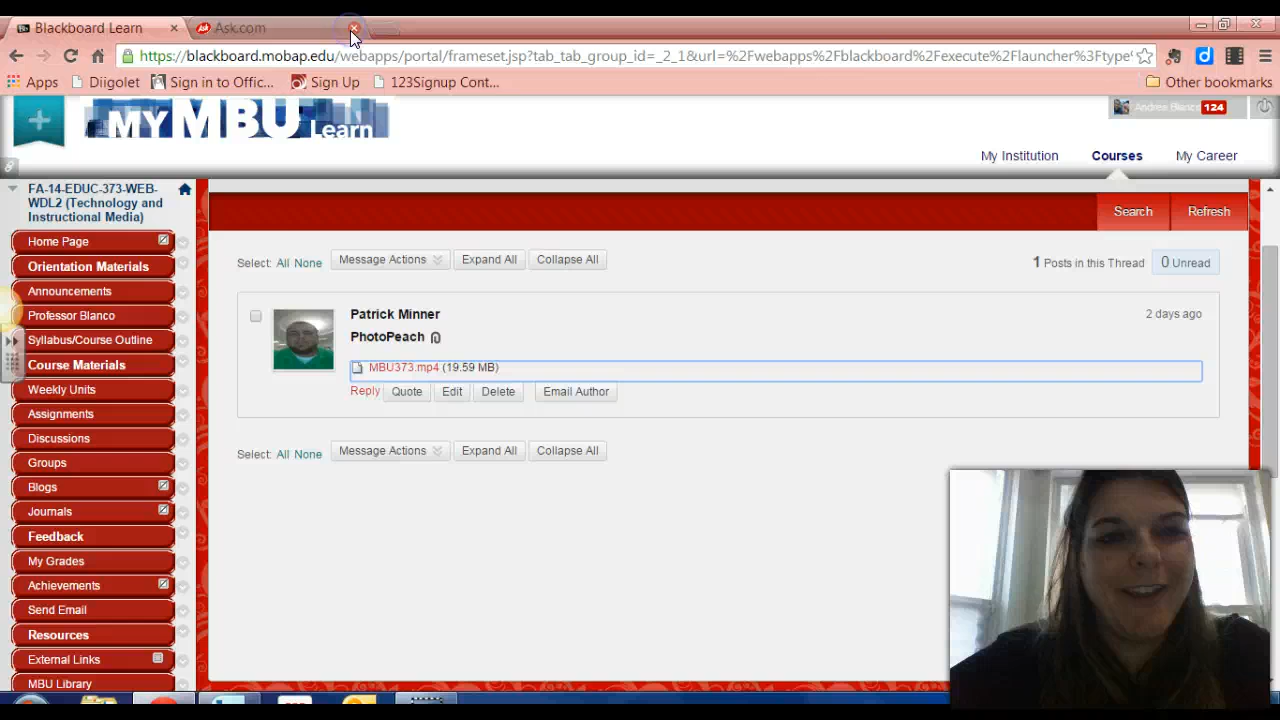 Blackboard Learn
Ask.com
https://blackboard.mobap.edu/webapps/portal/frameset.jsp?tab_tab_group_id=_2_1&url=%2Fwebapps%2Fblackboard%2Fexecute%2Flauncher%3Ftype
Apps Diigolet Sign in to Offic... Sign Up 123Signup Cont... Other bookmarks
MY MBU Learn
Andrea Blanco 124
My Institution Courses My Career
FA-14-EDUC-373-WEB-
WDL2 (Technology and
Instructional Media)
Home Page
Orientation Materials
Announcements
Professor Blanco
Syllabus/Course Outline
Course Materials
Weekly Units
Assignments
Discussions
Groups
Blogs
Journals
Feedback
My Grades
Achievements
Send Email
Resources
External Links
MBU Library
Search Refresh
Select: All None Message Actions Expand All Collapse All
1 Posts in this Thread 0 Unread
Patrick Minner
2 days ago
PhotoPeach
MBU373.mp4 (19.59 MB)
Reply Quote Edit Delete Email Author
Select: All None Message Actions Expand All Collapse All